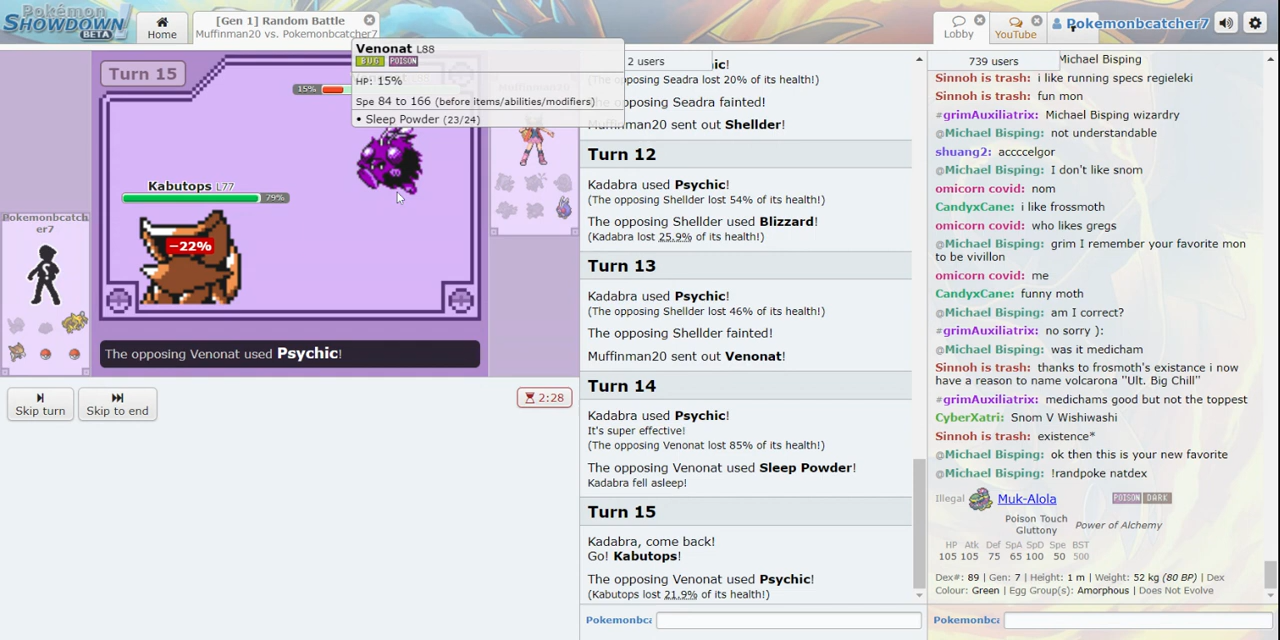 Pokémon
SHOWDOWN
BETA
Home
[Gen 1] Random Battle
Muffinman20 vs. Pokemonbcatcher7
Lobby
YouTube
Pokemonbcatcher7
Turn 15
Venonat L88
BUG POISON
HP: 15%
Spe 84 to 166 (before items/abilities/modifiers)
• Sleep Powder (23/24)
15%
Kabutops L77
79%
−22%
Pokemonbcatch
er7
The opposing Venonat used Psychic!
Skip turn
Skip to end
2:28
2 users
ic!
(The opposing Seadra lost 20% of its health!)
opposing Seadra fainted!
Muffinman20 sent out Shellder!
Turn 12
Kadabra used Psychic!
(The opposing Shellder lost 54% of its health!)
The opposing Shellder used Blizzard!
(Kadabra lost 25.9% of its health!)
Turn 13
Kadabra used Psychic!
(The opposing Shellder lost 46% of its health!)
The opposing Shellder fainted!
Muffinman20 sent out Venonat!
Turn 14
Kadabra used Psychic!
It's super effective!
(The opposing Venonat lost 85% of its health!)
The opposing Venonat used Sleep Powder!
Kadabra fell asleep!
Turn 15
Kadabra, come back!
Go! Kabutops!
The opposing Venonat used Psychic!
(Kabutops lost 21.9% of its health!)
Pokemonbca
739 users
Michael Bisping
Sinnoh is trash: i like running specs regieleki
Sinnoh is trash: fun mon
#grimAuxiliatrix: Michael Bisping wizardry
@Michael Bisping: not understandable
shuang2: accccelgor
@Michael Bisping: I don't like snom
omicorn covid: nom
CandyxCane: i like frossmoth
omicorn covid: who likes gregs
@Michael Bisping: grim I remember your favorite mon
to be vivillon
omicorn covid: me
CandyxCane: funny moth
@Michael Bisping: am I correct?
#grimAuxiliatrix: no sorry ):
@Michael Bisping: was it medicham
Sinnoh is trash: thanks to frosmoth's existance i now
have a reason to name volcarona "Ult. Big Chill"
#grimAuxiliatrix: medichams good but not the toppest
CyberXatri: Snom V Wishiwashi
Sinnoh is trash: existence*
@Michael Bisping: ok then this is your new favorite
@Michael Bisping: !randpoke natdex
Illegal Muk-Alola POISON DARK
Poison Touch
Gluttony
Power of Alchemy
HP Atk Def SpA SpD Spe BST
105 105 75 65 100 50 500
Dex#: 89 | Gen: 7 | Height: 1 m | Weight: 52 kg (80 BP) | Dex
Colour: Green | Egg Group(s): Amorphous | Does Not Evolve
Pokemonbca